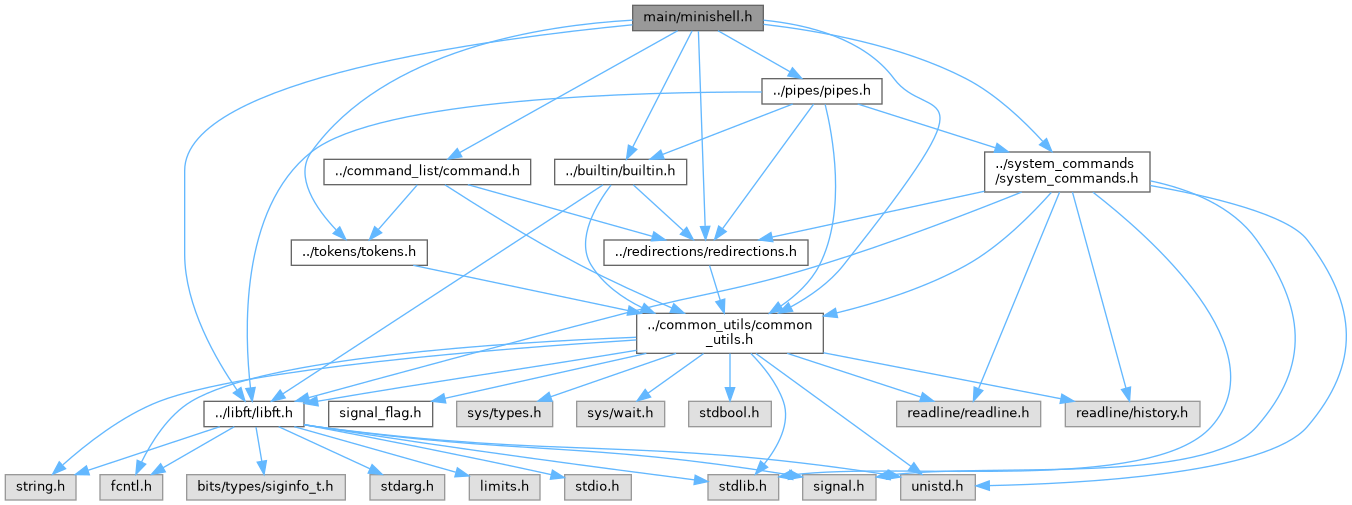 main/minishell.h
../pipes/pipes.h
../command_list/command.h
../builtin/builtin.h
../system_commands
/system_commands.h
../tokens/tokens.h
../redirections/redirections.h
../common_utils/common
_utils.h
../libft/libft.h
signal_flag.h
sys/types.h
sys/wait.h
stdbool.h
readline/readline.h
readline/history.h
string.h
fcntl.h
bits/types/siginfo_t.h
stdarg.h
limits.h
stdio.h
stdlib.h
signal.h
unistd.h